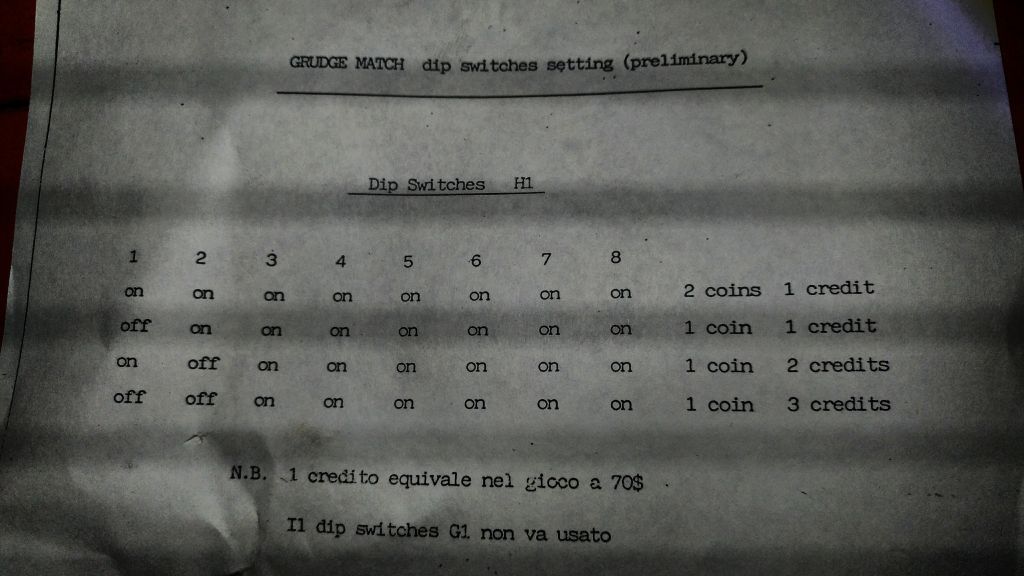 GRUDGE MATCH dip switches setting (preliminary)
Dip Switches H1
1 2 3 4 5 6 7 8
on on on on on on on on 2 coins 1 credit
off on on on on on on on 1 coin 1 credit
on off on on on on on on 1 coin 2 credits
off off on on on on on on 1 coin 3 credits
N.B. 1 credito equivale nel gioco a 70$
Il dip switches G1 non va usato